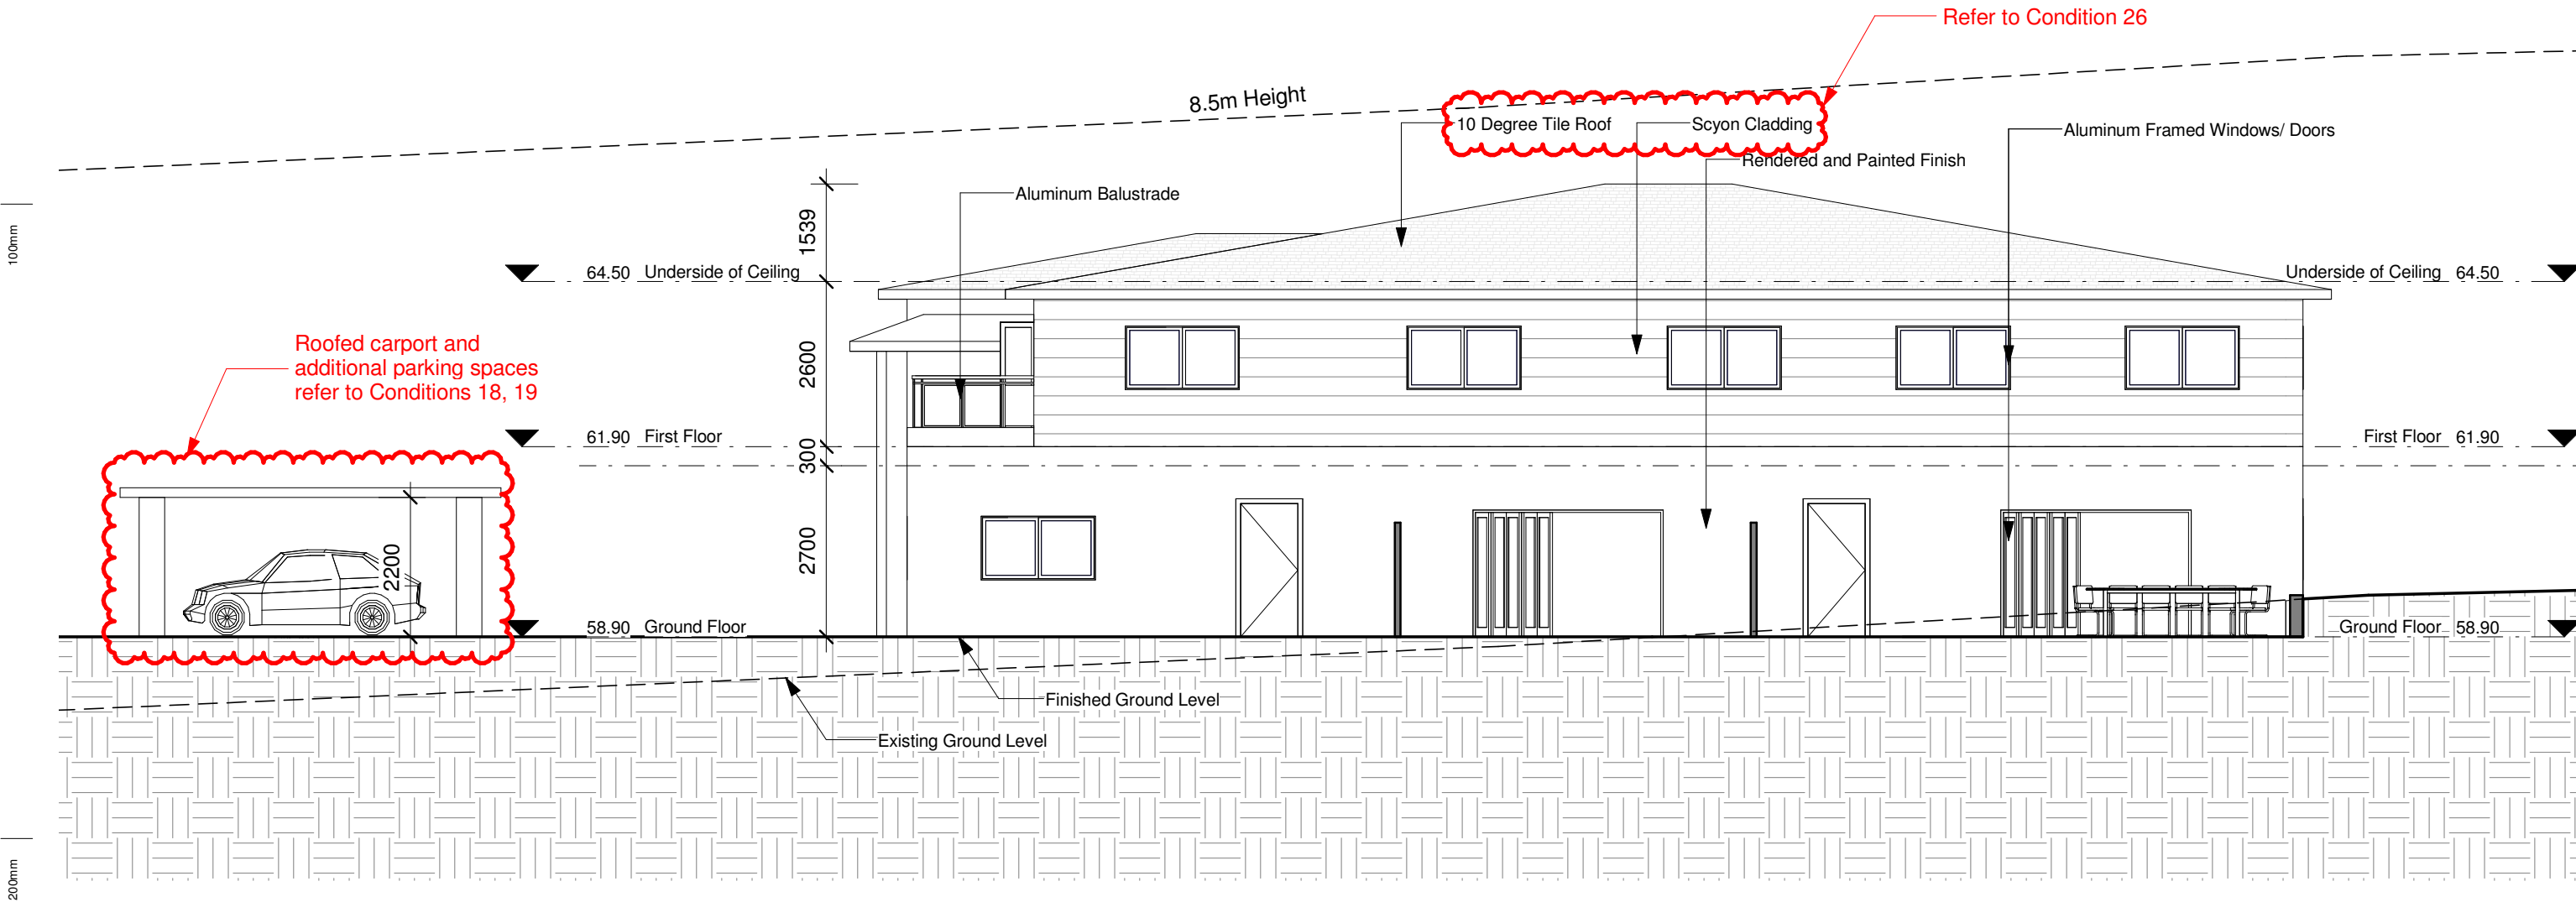 Refer to Condition 26
8.5m Height
10 Degree Tile Roof
Scyon Cladding
Aluminum Framed Windows/ Doors
Rendered and Painted Finish
Aluminum Balustrade
100mm
1539
64.50 Underside of Ceiling
Underside of Ceiling 64.50
Roofed carport and
additional parking spaces
refer to Conditions 18, 19
2600
61.90 First Floor
First Floor 61.90
300
2700
2200
58.90 Ground Floor
Ground Floor 58.90
Finished Ground Level
Existing Ground Level
200mm